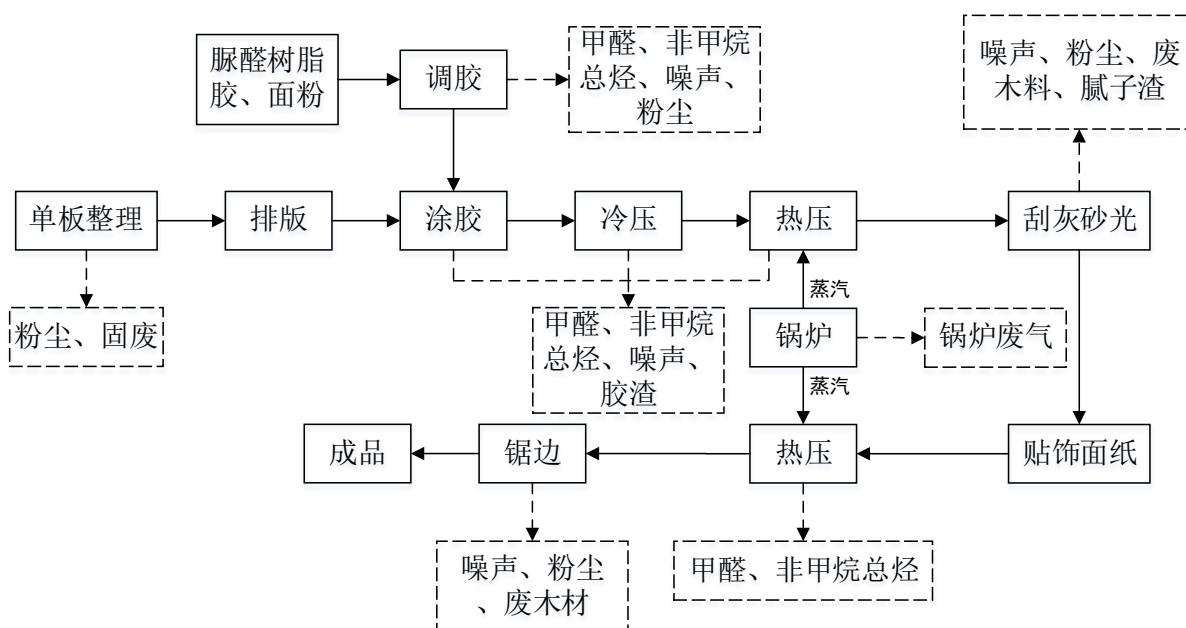 脲醛树脂
胶、面粉
调胶
甲醛、非甲烷
总烃、噪声、
粉尘
噪声、粉尘、废
木料、腻子渣
单板整理
排版
涂胶
冷压
热压
刮灰砂光
蒸汽
粉尘、固废
甲醛、非甲烷
总烃、噪声、
胶渣
锅炉
锅炉废气
蒸汽
成品
锯边
热压
贴饰面纸
噪声、粉尘
、废木材
甲醛、非甲烷总烃